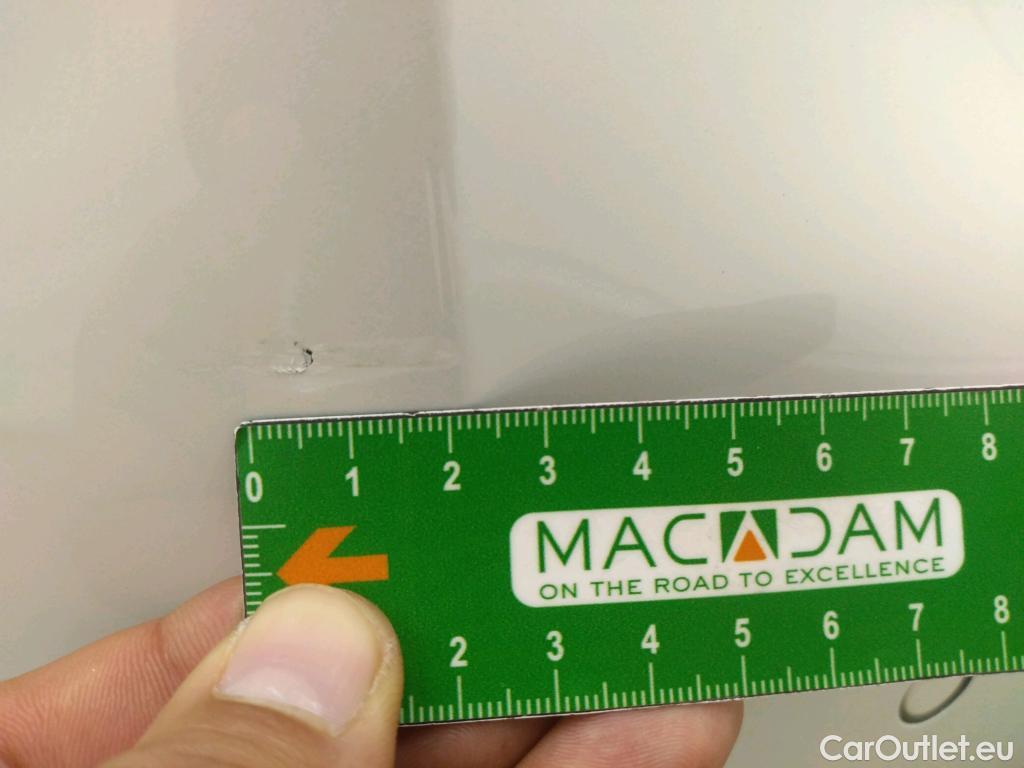 0 1 2 3 4 5 6 7 8
MACADAM
ON THE ROAD TO EXCELLENCE
2 3 4 5 6 7 8
CarOutlet.eu